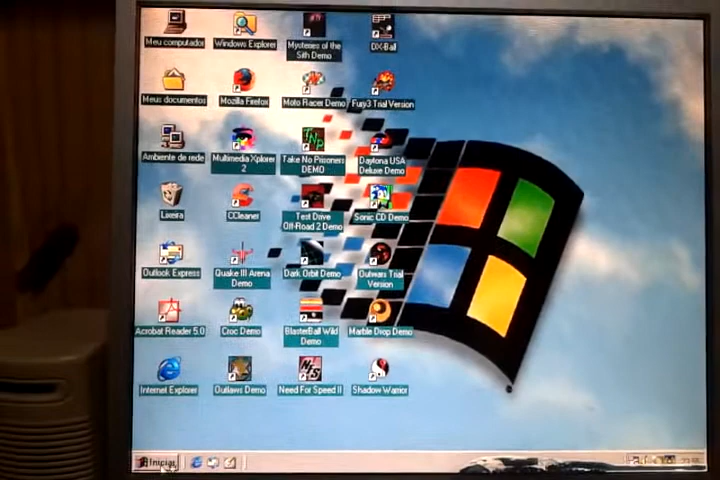 Meu computador
Windows Explorer
Mysteries of the
Sith Demo
DX-Ball
Meus documentos
Mozilla Firefox
Moto Racer Demo
Fury3 Trial Version
Ambiente de rede
Multimedia Xplorer
2
Take No Prisoners
DEMO
Daytona USA
Deluxe Demo
Lixeira
CCleaner
Test Drive
Off-Road 2 Demo
Sonic CD Demo
Outlook Express
Quake III Arena
Demo
Dark Orbit Demo
Outwars Trial
Version
Acrobat Reader 5.0
Croc Demo
BlasterBall Wild
Demo
Marble Drop Demo
Internet Explorer
Outlaws Demo
Need For Speed II
Shadow Warrior
Iniciar